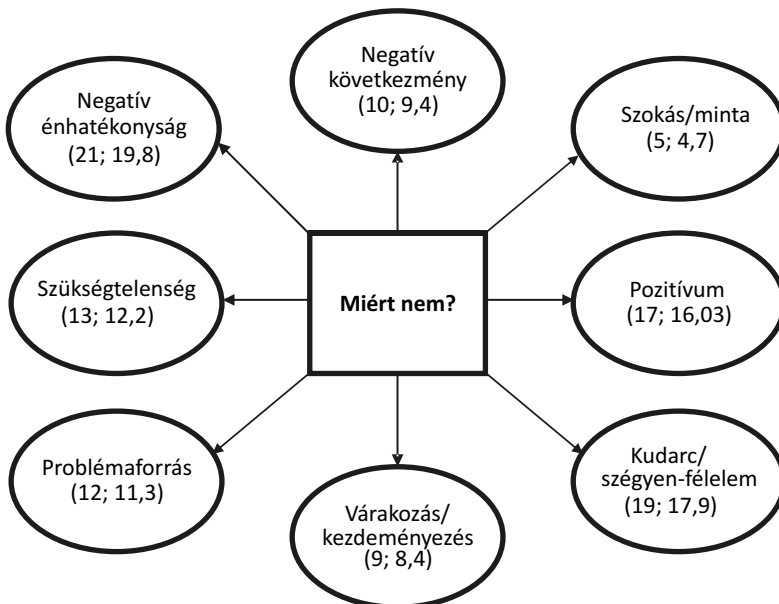 Negatív
következmény
(10; 9,4)
Negatív
énhatékonyság
(21; 19,8)
Szokás/minta
(5; 4,7)
Szükségtelenség
(13; 12,2)
Miért nem?
Pozitívum
(17; 16,03)
Problémaforrás
(12; 11,3)
Várakozás/
kezdeményezés
(9; 8,4)
Kudarc/
szégyen-félelem
(19; 17,9)